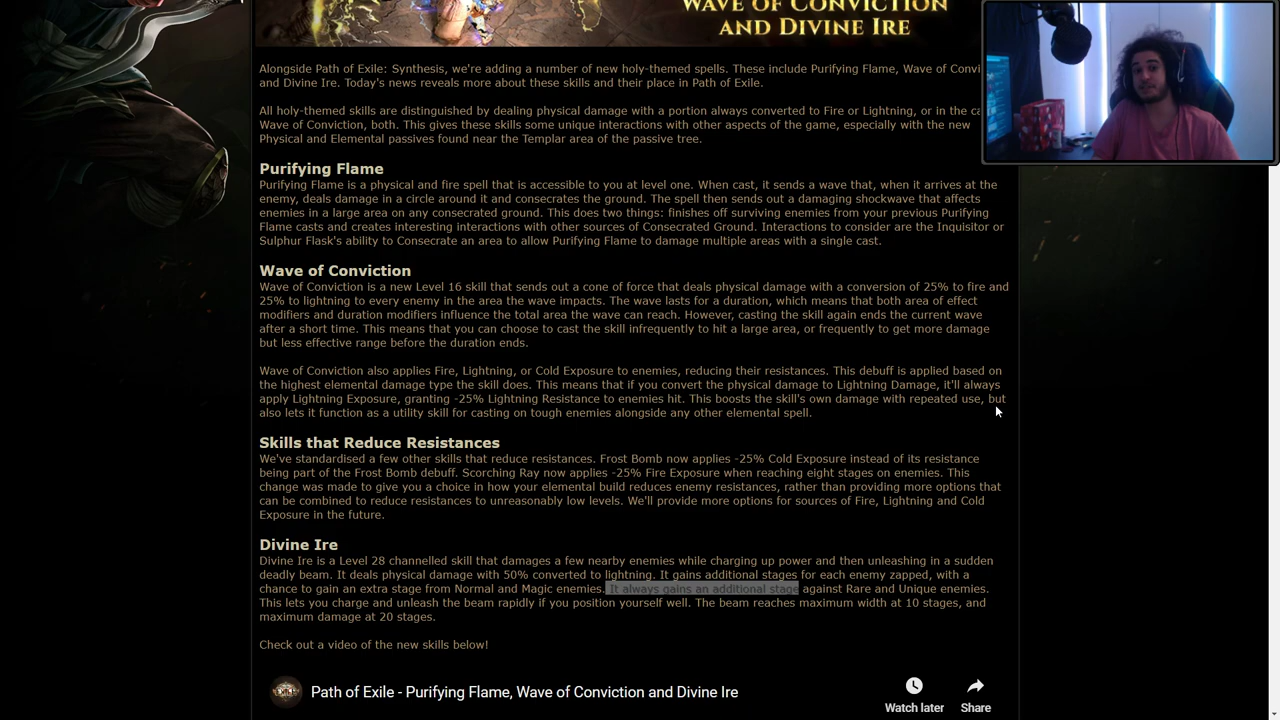 WAVE OF CONVICTION
AND DIVINE IRE
Alongside Path of Exile: Synthesis, we're adding a number of new holy-themed spells. These include Purifying Flame, Wave of Convi
and Divine Ire. Today's news reveals more about these skills and their place in Path of Exile.
All holy-themed skills are distinguished by dealing physical damage with a portion always converted to Fire or Lightning, or in the ca
Wave of Conviction, both. This gives these skills some unique interactions with other aspects of the game, especially with the new
Physical and Elemental passives found near the Templar area of the passive tree.
Purifying Flame
Purifying Flame is a physical and fire spell that is accessible to you at level one. When cast, it sends a wave that, when it arrives at the
enemy, deals damage in a circle around it and consecrates the ground. The spell then sends out a damaging shockwave that affects
enemies in a large area on any consecrated ground. This does two things: finishes off surviving enemies from your previous Purifying
Flame casts and creates interesting interactions with other sources of Consecrated Ground. Interactions to consider are the Inquisitor or
Sulphur Flask's ability to Consecrate an area to allow Purifying Flame to damage multiple areas with a single cast.
Wave of Conviction
Wave of Conviction is a new Level 16 skill that sends out a cone of force that deals physical damage with a conversion of 25% to fire and
25% to lightning to every enemy in the area the wave impacts. The wave lasts for a duration, which means that both area of effect
modifiers and duration modifiers influence the total area the wave can reach. However, casting the skill again ends the current wave
after a short time. This means that you can choose to cast the skill infrequently to hit a large area, or frequently to get more damage
but less effective range before the duration ends.
Wave of Conviction also applies Fire, Lightning, or Cold Exposure to enemies, reducing their resistances. This debuff is applied based on
the highest elemental damage type the skill does. This means that if you convert the physical damage to Lightning Damage, it'll always
apply Lightning Exposure, granting -25% Lightning Resistance to enemies hit. This boosts the skill's own damage with repeated use, but
also lets it function as a utility skill for casting on tough enemies alongside any other elemental spell.
Skills that Reduce Resistances
We've standardised a few other skills that reduce resistances. Frost Bomb now applies -25% Cold Exposure instead of its resistance
being part of the Frost Bomb debuff. Scorching Ray now applies -25% Fire Exposure when reaching eight stages on enemies. This
change was made to give you a choice in how your elemental build reduces enemy resistances, rather than providing more options that
can be combined to reduce resistances to unreasonably low levels. We'll provide more options for sources of Fire, Lightning and Cold
Exposure in the future.
Divine Ire
Divine Ire is a Level 28 channelled skill that damages a few nearby enemies while charging up power and then unleashing in a sudden
deadly beam. It deals physical damage with 50% converted to lightning. It gains additional stages for each enemy zapped, with a
chance to gain an extra stage from Normal and Magic enemies. It always gains an additional stage against Rare and Unique enemies.
This lets you charge and unleash the beam rapidly if you position yourself well. The beam reaches maximum width at 10 stages, and
maximum damage at 20 stages.
Check out a video of the new skills below!
Path of Exile - Purifying Flame, Wave of Conviction and Divine Ire
Watch later
Share